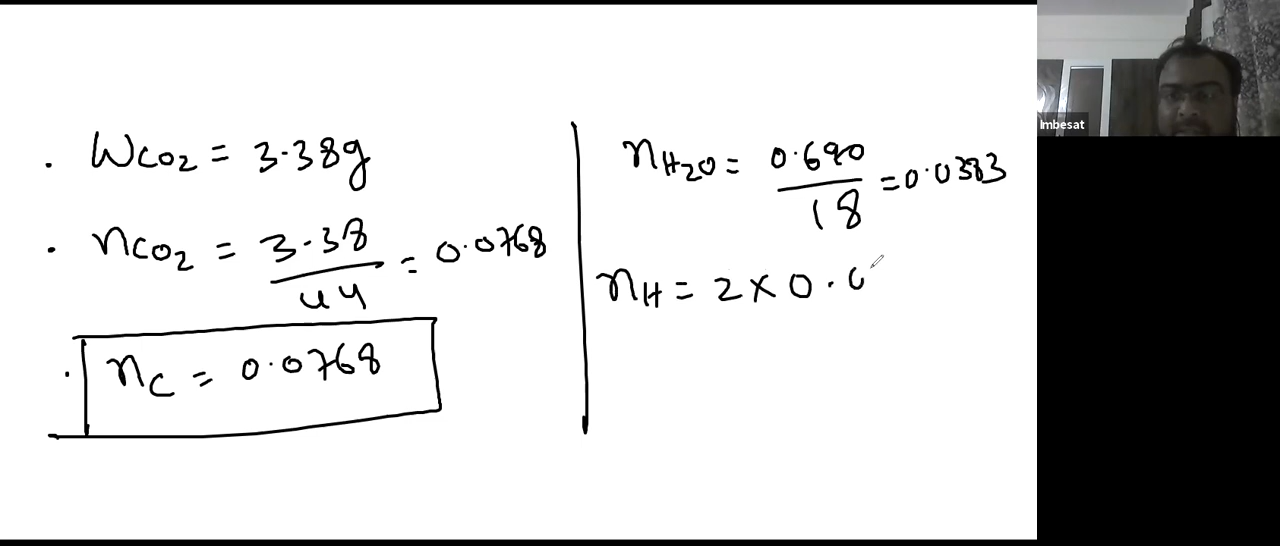 . WCO2 = 3.38g
. nCO2 = 3.38/44 = 0.0768
. nC = 0.0768
nH2O = 0.690/18 = 0.0383
nH = 2 × 0.0
Imbesat